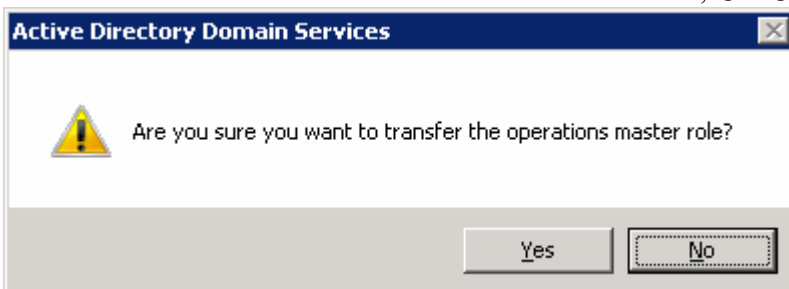 Active Directory Domain Services
Are you sure you want to transfer the operations master role?
Yes
No